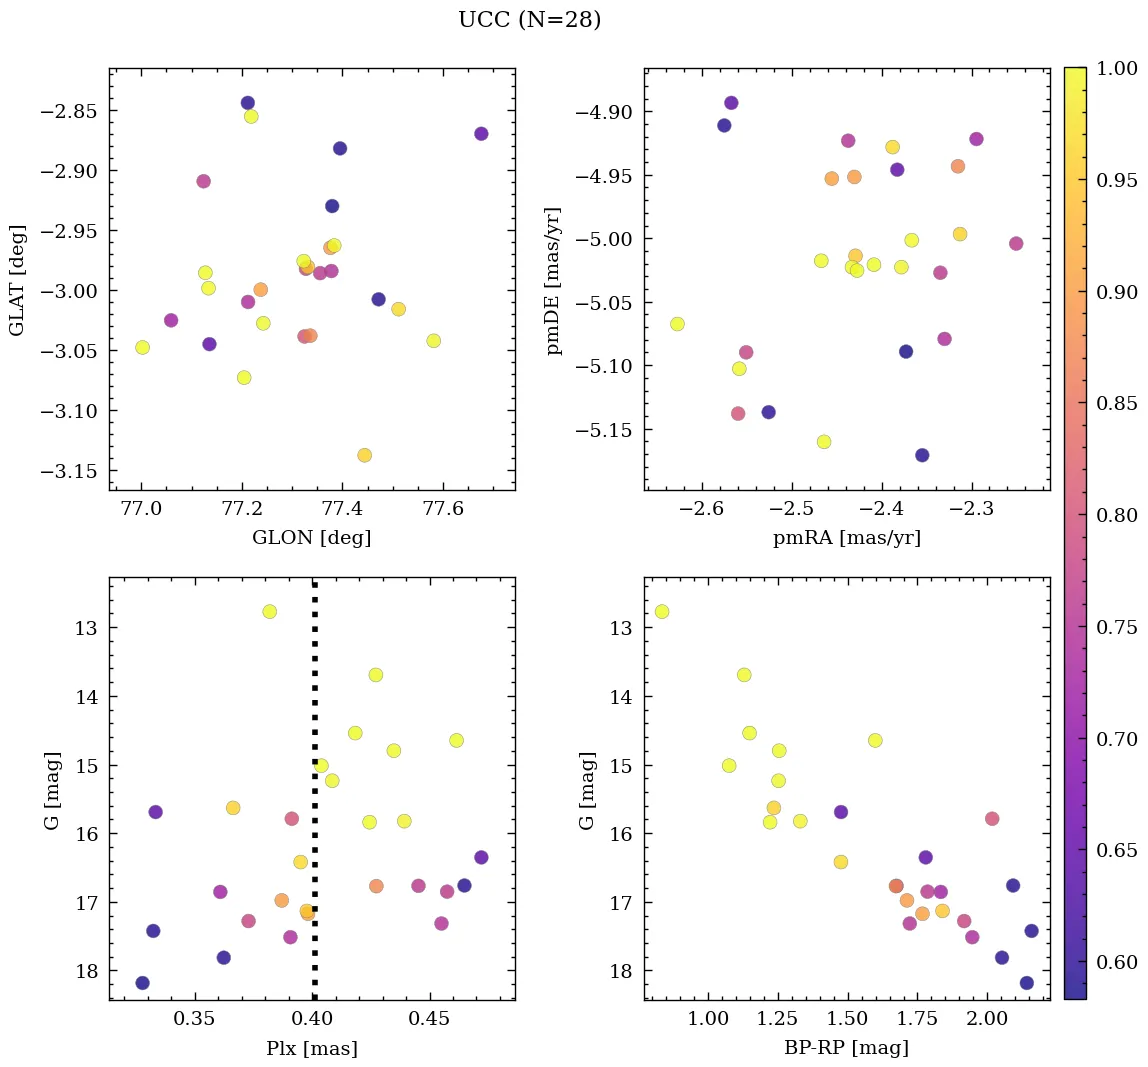 UCC (N=28)
−2.85
−2.90
−2.95
−3.00
−3.05
−3.10
−3.15
GLAT [deg]
77.0 77.2 77.4 77.6
GLON [deg]
−4.90
−4.95
−5.00
−5.05
−5.10
−5.15
pmDE [mas/yr]
−2.6 −2.5 −2.4 −2.3
pmRA [mas/yr]
13
14
15
16
17
18
G [mag]
0.35 0.40 0.45
Plx [mas]
13
14
15
16
17
18
G [mag]
1.00 1.25 1.50 1.75 2.00
BP-RP [mag]
1.00
0.95
0.90
0.85
0.80
0.75
0.70
0.65
0.60